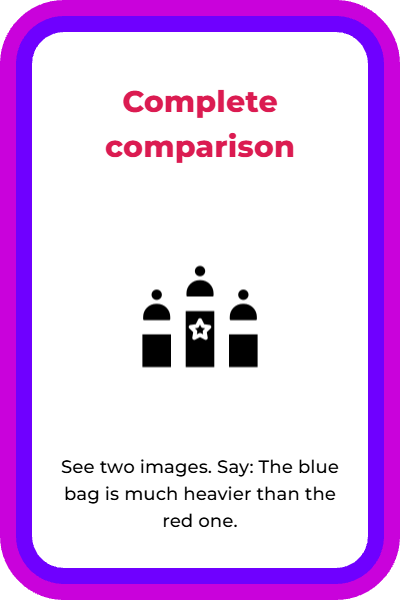 Complete
comparison
See two images. Say: The blue
bag is much heavier than the
red one.